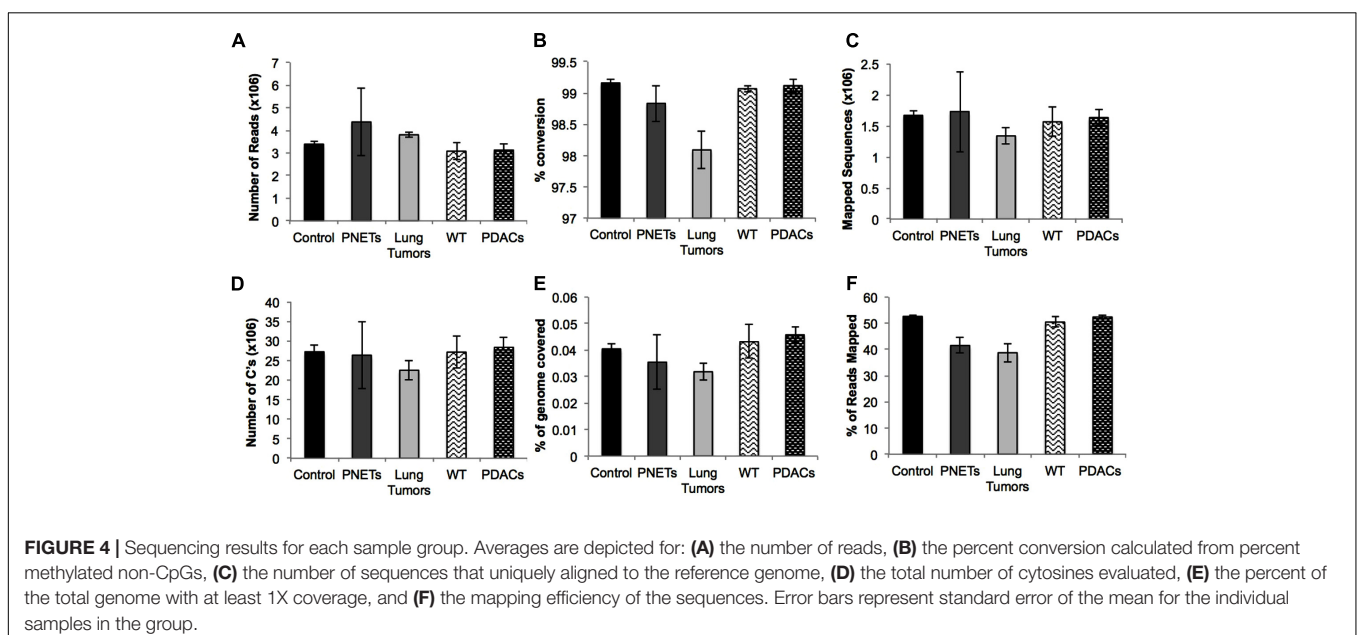 A
Number of Reads (x106)
7
6
5
4
3
2
1
0
Control PNETs Lung Tumors WT PDACs
B
% conversion
99.5
99
98.5
98
97.5
97
Control PNETs Lung Tumors WT PDACs
C
Mapped Sequences (x106)
2.5
2
1.5
1
0.5
0
Control PNETs Lung Tumors WT PDACs
D
Number of C's (x106)
40
35
30
25
20
15
10
5
0
Control PNETs Lung Tumors WT PDACs
E
% of genome covered
0.06
0.05
0.04
0.03
0.02
0.01
0
Control PNETs Lung Tumors WT PDACs
F
% of Reads Mapped
60
50
40
30
20
10
0
Control PNETs Lung Tumors WT PDACs
FIGURE 4 | Sequencing results for each sample group. Averages are depicted for: (A) the number of reads, (B) the percent conversion calculated from percent
methylated non-CpGs, (C) the number of sequences that uniquely aligned to the reference genome, (D) the total number of cytosines evaluated, (E) the percent of
the total genome with at least 1X coverage, and (F) the mapping efficiency of the sequences. Error bars represent standard error of the mean for the individual
samples in the group.